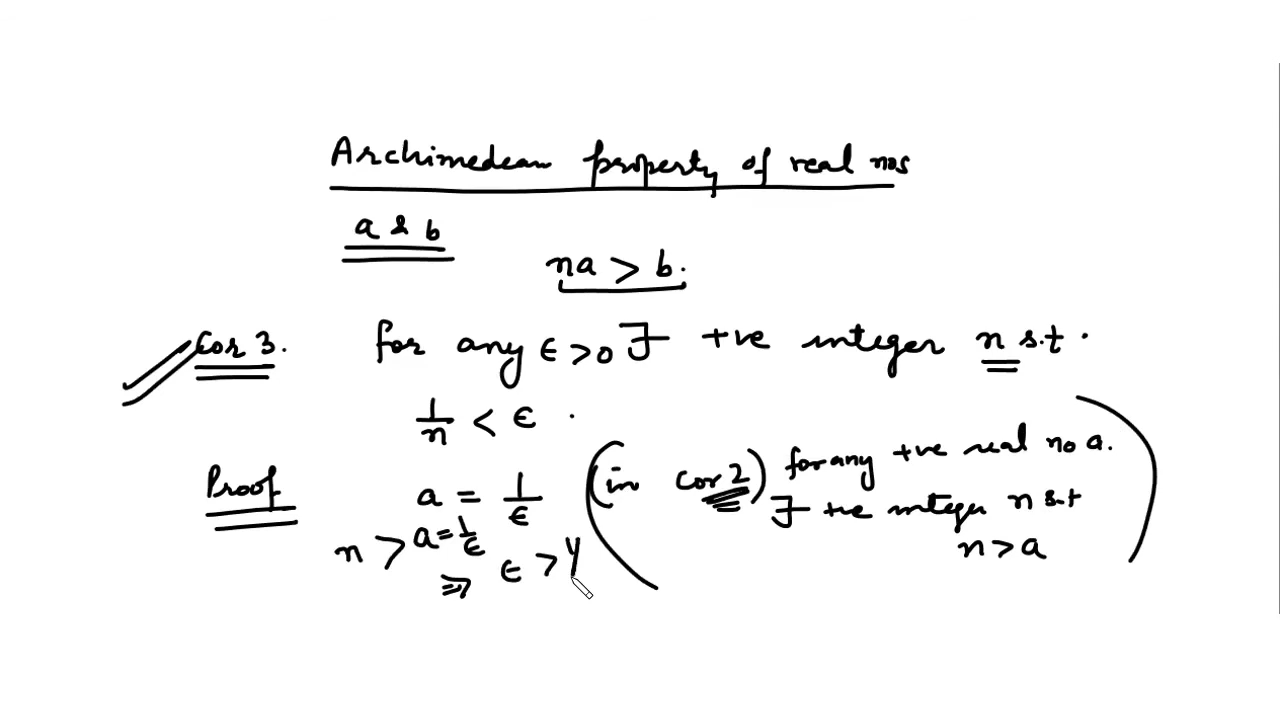 Archimedean property of real nos
a & b
na > b.
Cor 3. for any ϵ > 0 ∃ +ve integer n s.t.
1/n < ϵ .
Proof a = 1/ϵ (in Cor 2) for any +ve real no a.
∃ +ve integer n s.t
n > a = 1/ϵ n > a
⇒ ϵ >